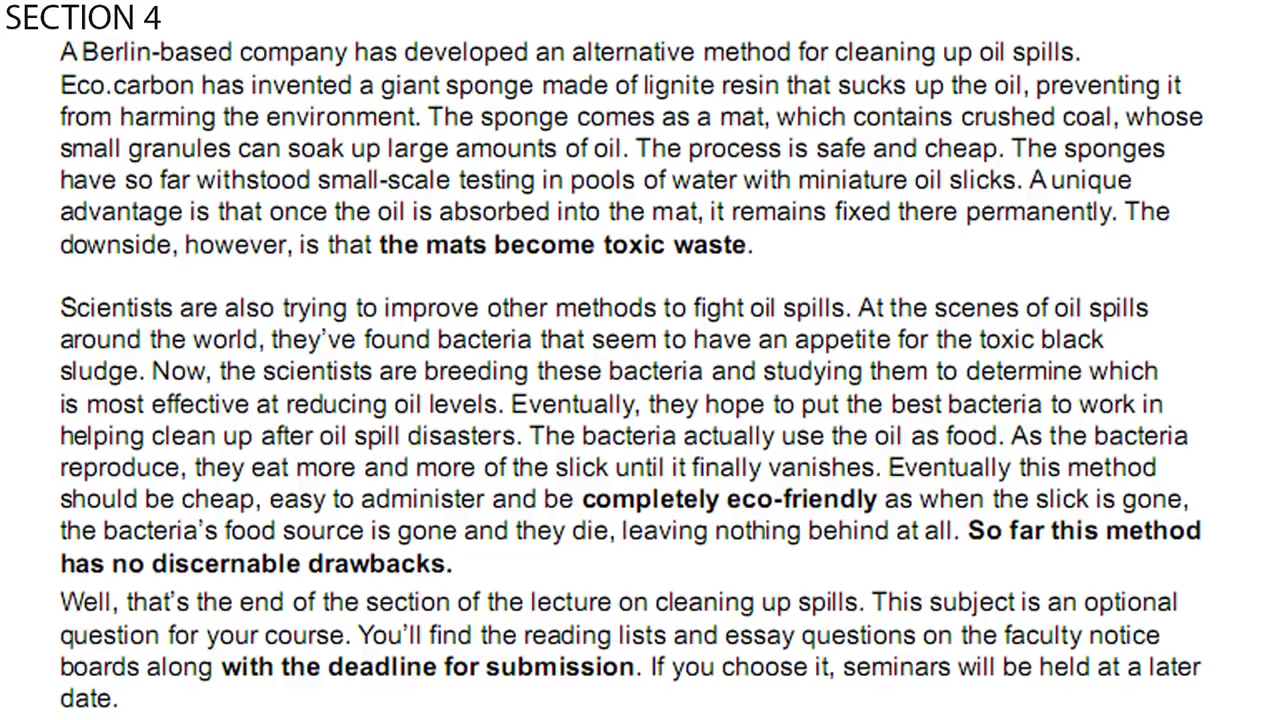 SECTION 4
A Berlin-based company has developed an alternative method for cleaning up oil spills.
Eco.carbon has invented a giant sponge made of lignite resin that sucks up the oil, preventing it
from harming the environment. The sponge comes as a mat, which contains crushed coal, whose
small granules can soak up large amounts of oil. The process is safe and cheap. The sponges
have so far withstood small-scale testing in pools of water with miniature oil slicks. A unique
advantage is that once the oil is absorbed into the mat, it remains fixed there permanently. The
downside, however, is that the mats become toxic waste.
Scientists are also trying to improve other methods to fight oil spills. At the scenes of oil spills
around the world, they've found bacteria that seem to have an appetite for the toxic black
sludge. Now, the scientists are breeding these bacteria and studying them to determine which
is most effective at reducing oil levels. Eventually, they hope to put the best bacteria to work in
helping clean up after oil spill disasters. The bacteria actually use the oil as food. As the bacteria
reproduce, they eat more and more of the slick until it finally vanishes. Eventually this method
should be cheap, easy to administer and be completely eco-friendly as when the slick is gone,
the bacteria's food source is gone and they die, leaving nothing behind at all. So far this method
has no discernable drawbacks.
Well, that's the end of the section of the lecture on cleaning up spills. This subject is an optional
question for your course. You'll find the reading lists and essay questions on the faculty notice
boards along with the deadline for submission. If you choose it, seminars will be held at a later
date.